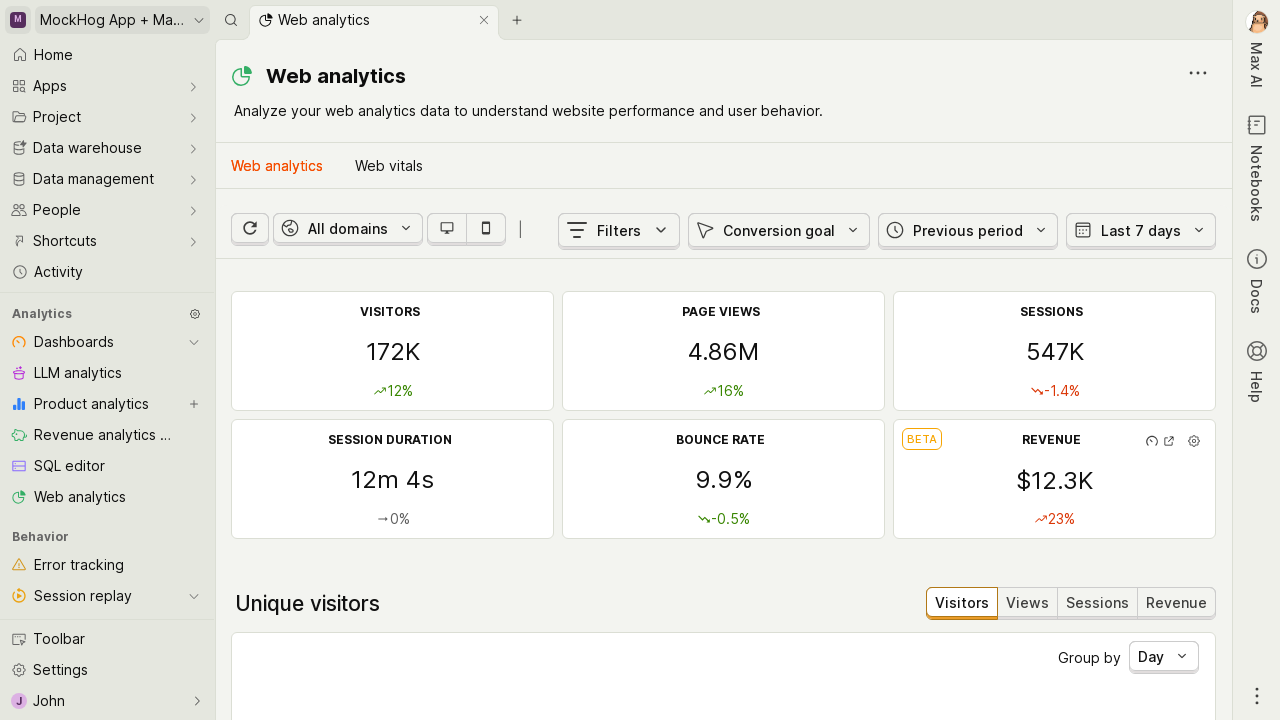 M
MockHog App + Ma...
Web analytics
Home
Apps
Project
Data warehouse
Data management
People
Shortcuts
Activity
Analytics
Dashboards
LLM analytics
Product analytics
Revenue analytics ...
SQL editor
Web analytics
Behavior
Error tracking
Session replay
Toolbar
Settings
J John
Web analytics
Analyze your web analytics data to understand website performance and user behavior.
Web analytics Web vitals
All domains
Filters
Conversion goal
Previous period
Last 7 days
VISITORS
172K
12%
PAGE VIEWS
4.86M
16%
SESSIONS
547K
-1.4%
SESSION DURATION
12m 4s
0%
BOUNCE RATE
9.9%
-0.5%
BETA
REVENUE
$12.3K
23%
Unique visitors
Visitors Views Sessions Revenue
Group by Day
Max AI
Notebooks
Docs
Help